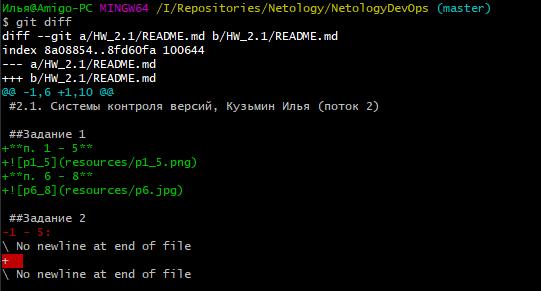 Илья@Amigo-PC MINGW64 /I/Repositories/Netology/NetologyDevOps (master)
$ git diff
diff --git a/HW_2.1/README.md b/HW_2.1/README.md
index 8a08854..8fd60fa 100644
--- a/HW_2.1/README.md
+++ b/HW_2.1/README.md
@@ -1,6 +1,10 @@
 #2.1. Системы контроля версий, Кузьмин Илья (поток 2)

 ##Задание 1
+**п. 1 - 5**
+![p1_5](resources/p1_5.png)
+**п. 6 - 8**
+![p6_8](resources/p6.jpg)

 ##Задание 2
-1 - 5:
\ No newline at end of file
+
\ No newline at end of file